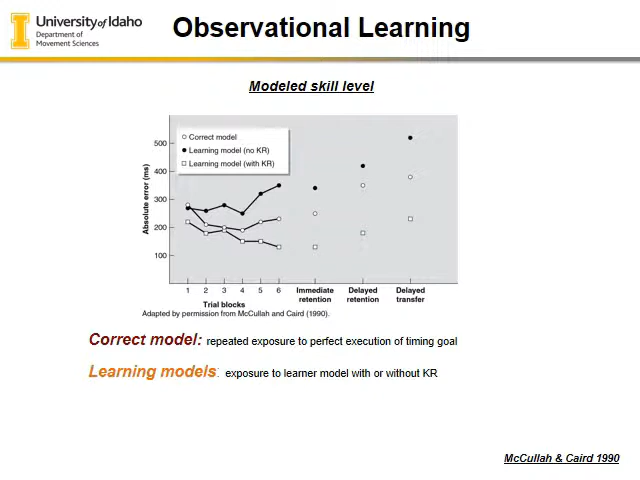 University of Idaho
Department of
Movement Sciences
Observational Learning
Modeled skill level
Correct model
Learning model (no KR)
Learning model (with KR)
Absolute error (ms)
500
400
300
200
100
1 2 3 4 5 6
Trial blocks
Immediate retention
Delayed retention
Delayed transfer
Adapted by permission from McCullah and Caird (1990).
Correct model: repeated exposure to perfect execution of timing goal
Learning models: exposure to learner model with or without KR
McCullah & Caird 1990